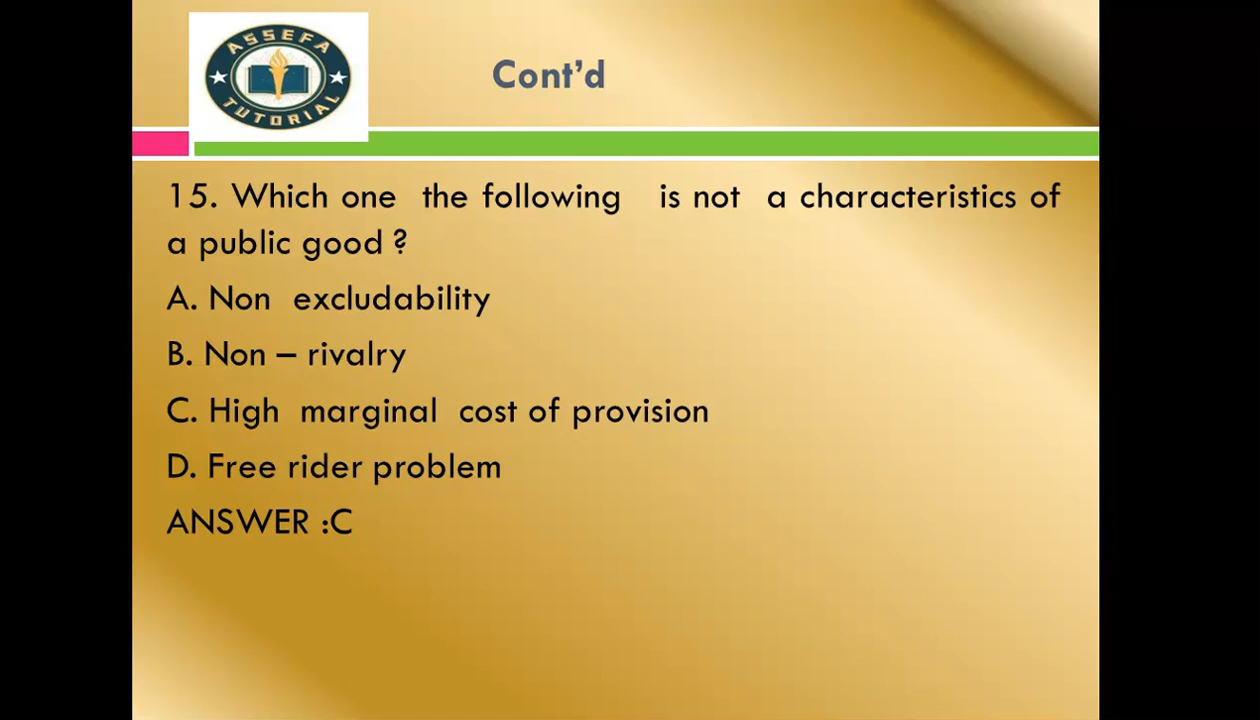 ASSEFA
TUTORIAL
Cont’d
15. Which one the following is not a characteristics of
a public good ?
A. Non excludability
B. Non – rivalry
C. High marginal cost of provision
D. Free rider problem
ANSWER :C